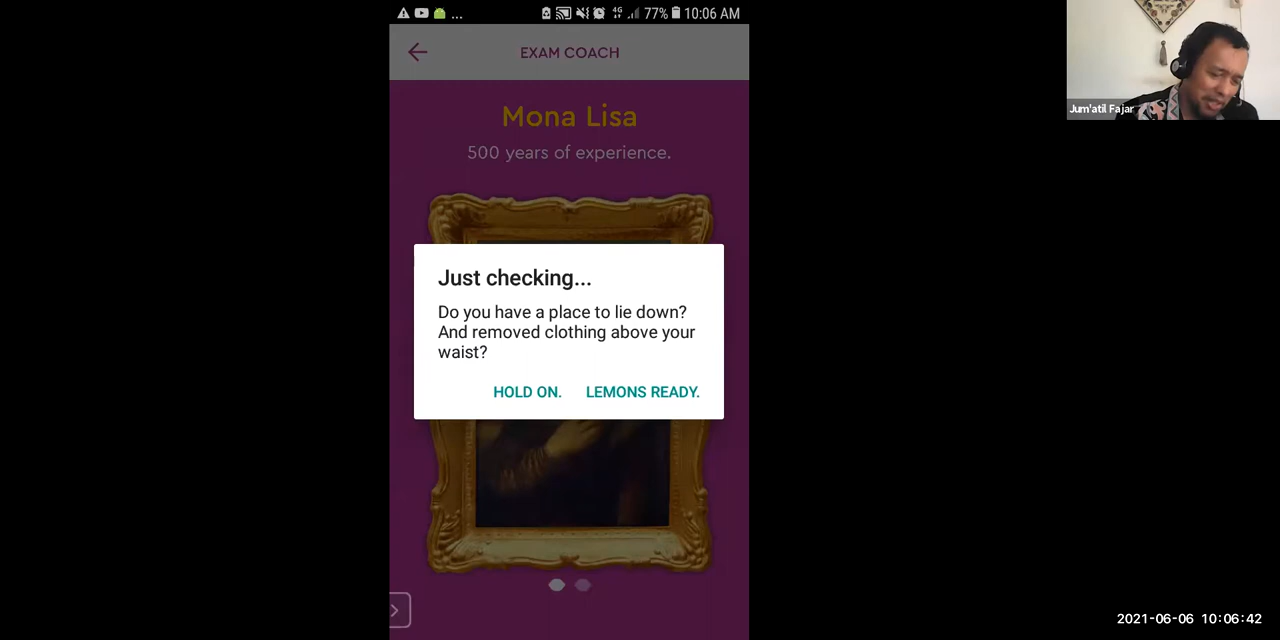 ... 4G 77% 10:06 AM
EXAM COACH
Mona Lisa
500 years of experience.
Just checking...
Do you have a place to lie down?
And removed clothing above your
waist?
HOLD ON. LEMONS READY.
Jum'atil Fajar
2021-06-06 10:06:42